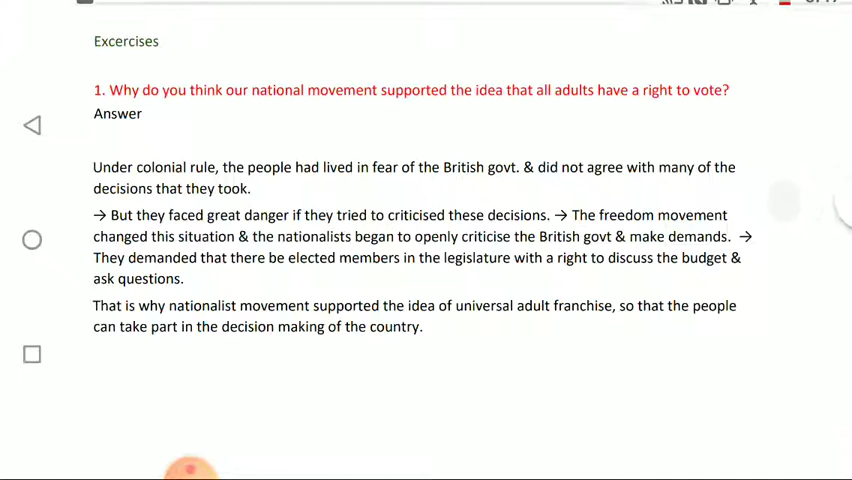 Excercises
1. Why do you think our national movement supported the idea that all adults have a right to vote?
Answer
Under colonial rule, the people had lived in fear of the British govt. & did not agree with many of the
decisions that they took.
→ But they faced great danger if they tried to criticised these decisions. → The freedom movement
changed this situation & the nationalists began to openly criticise the British govt & make demands. →
They demanded that there be elected members in the legislature with a right to discuss the budget &
ask questions.
That is why nationalist movement supported the idea of universal adult franchise, so that the people
can take part in the decision making of the country.